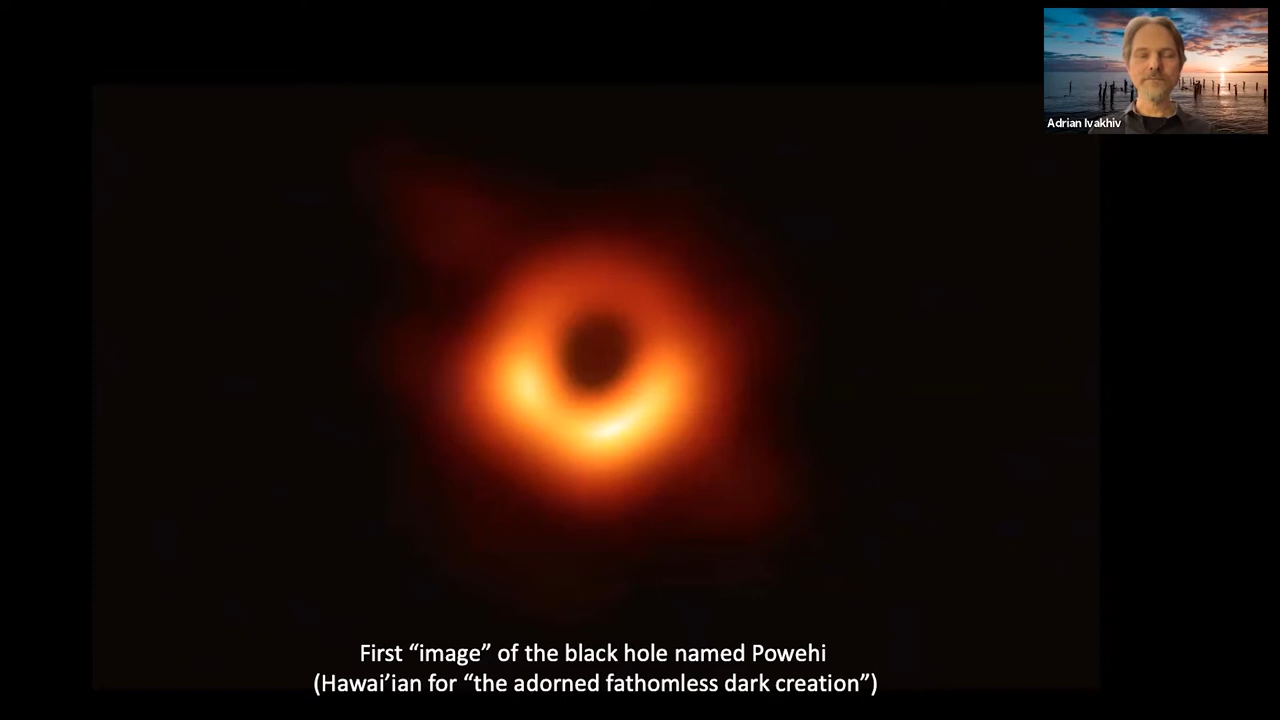 Adrian Ivakhiv
First “image” of the black hole named Powehi
(Hawai’ian for “the adorned fathomless dark creation”)